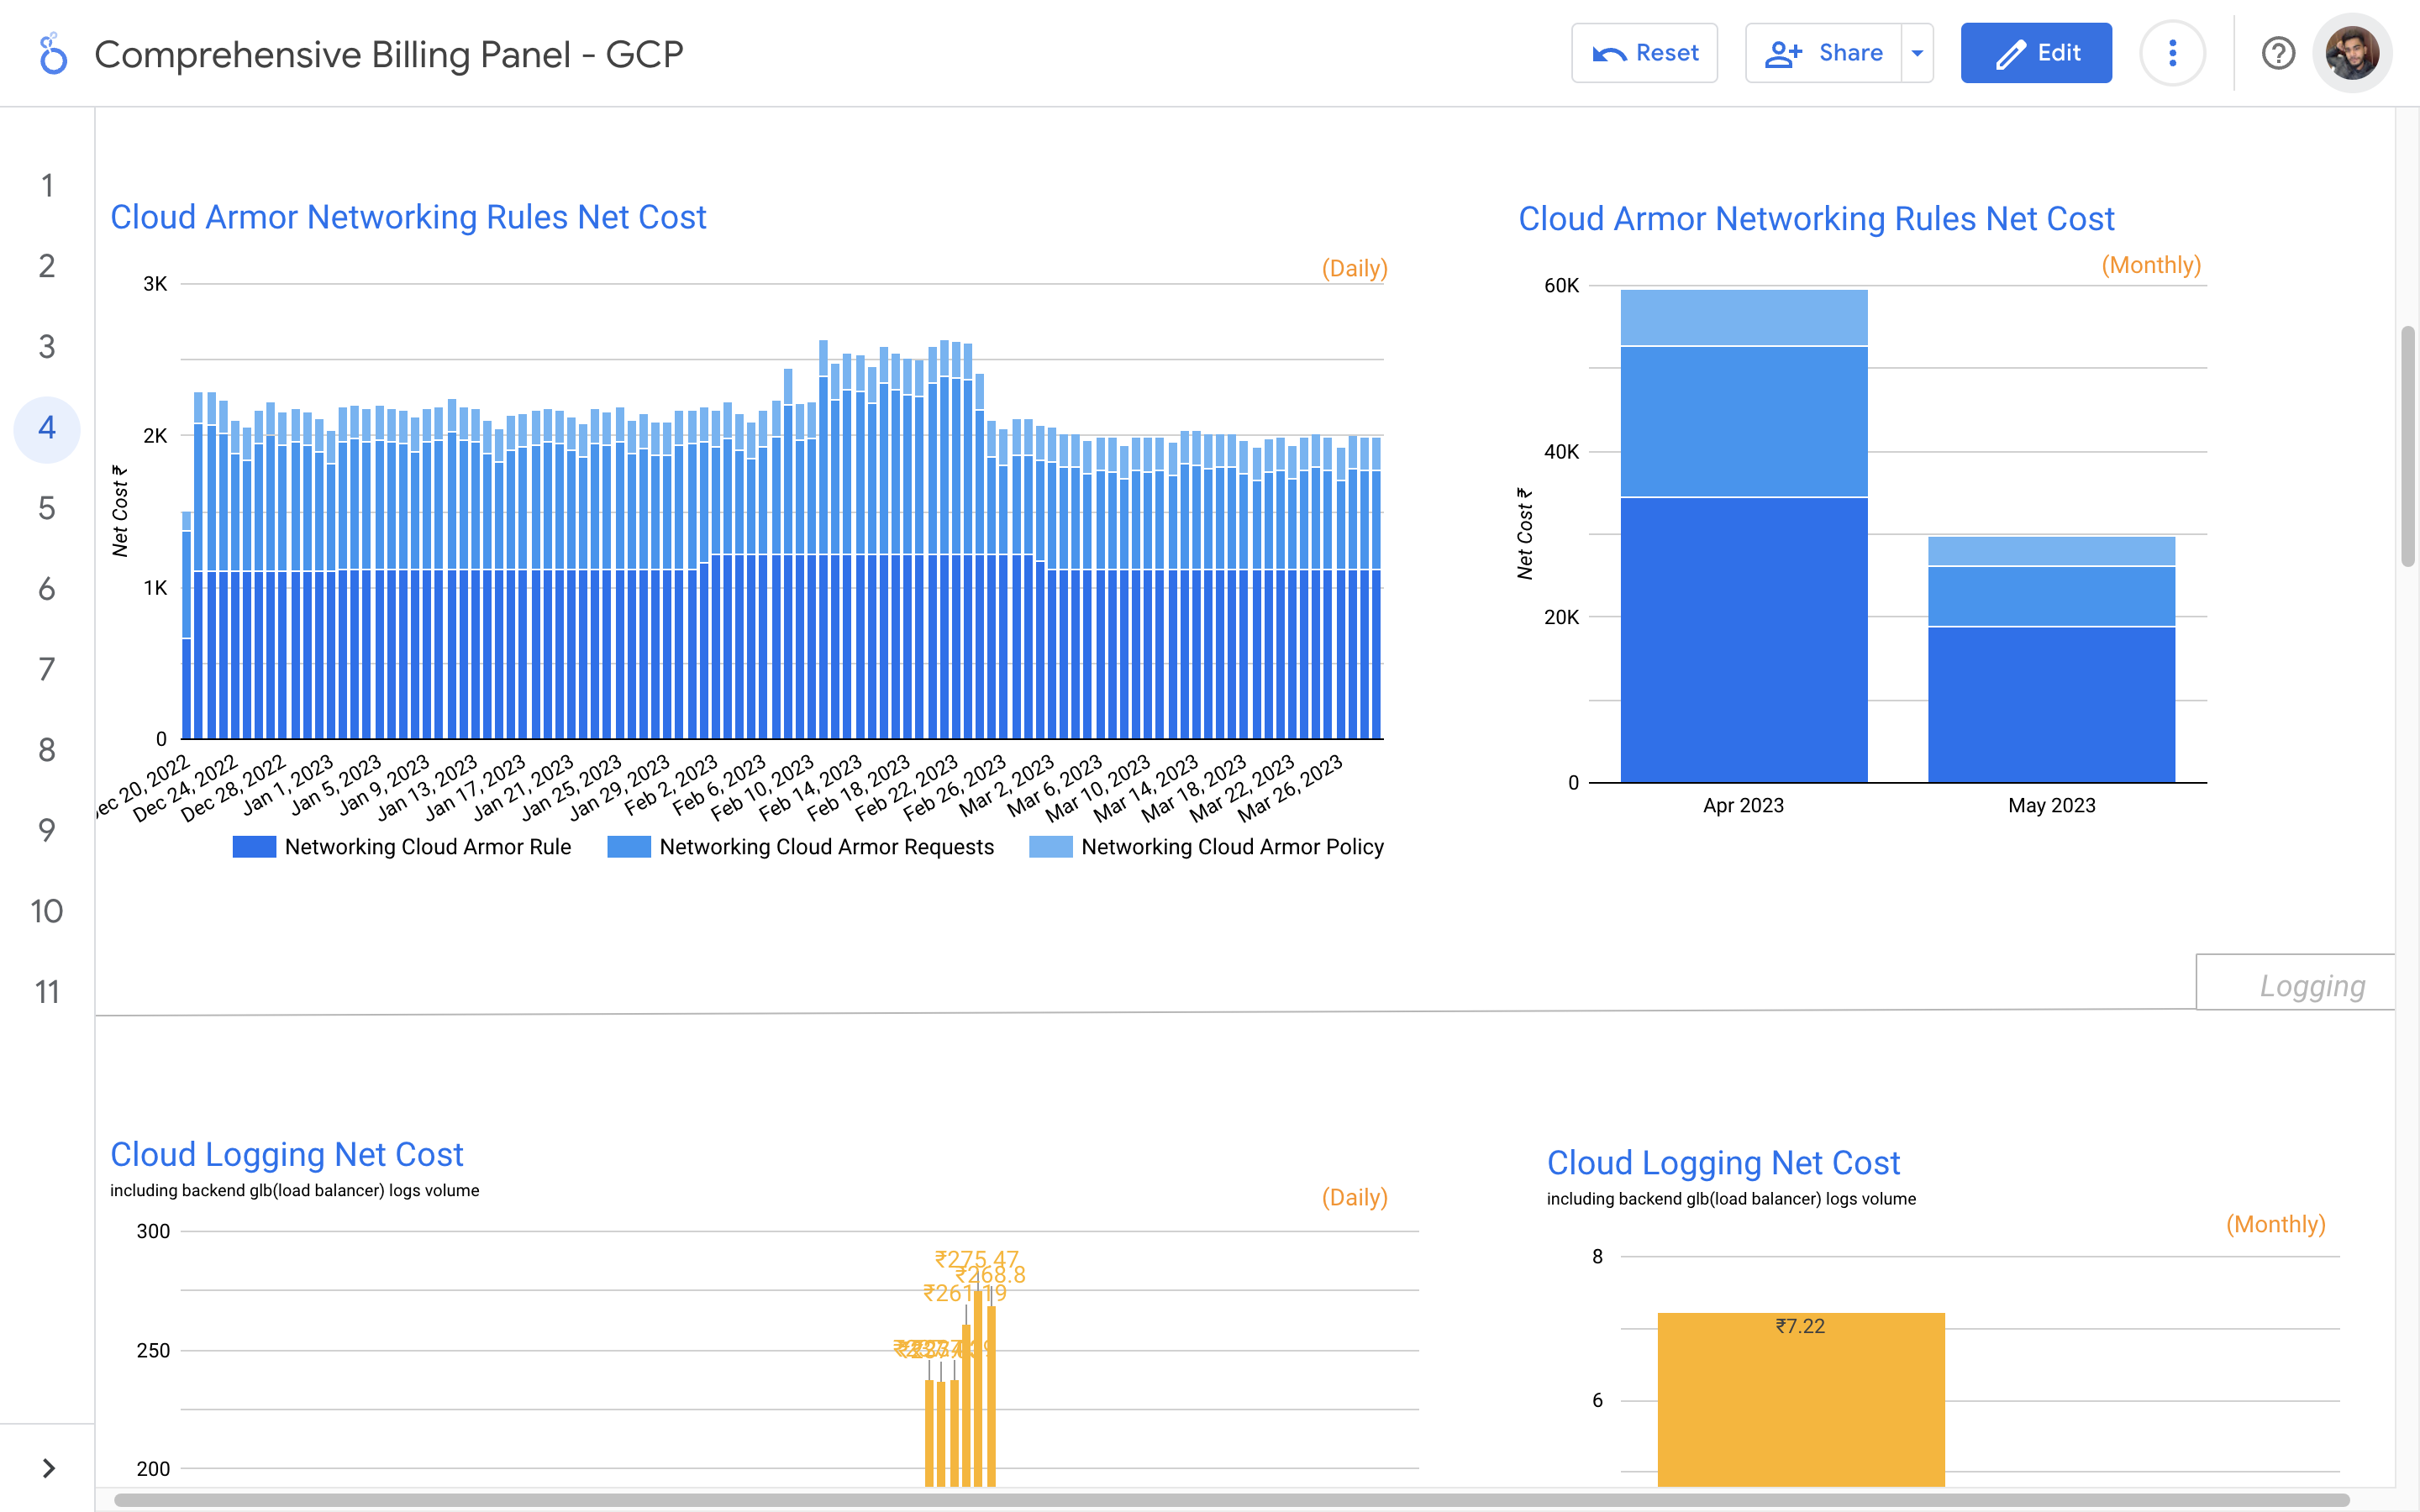 Comprehensive Billing Panel - GCP
Reset
Share
Edit
1
2
3
4
5
6
7
8
9
10
11
Cloud Armor Networking Rules Net Cost
(Daily)
3K
2K
1K
0
Net Cost ₹
Dec 24, 2022
Dec 28, 2022
Jan 1, 2023
Jan 5, 2023
Jan 9, 2023
Jan 13, 2023
Jan 17, 2023
Jan 21, 2023
Jan 25, 2023
Jan 29, 2023
Feb 2, 2023
Feb 6, 2023
Feb 10, 2023
Feb 14, 2023
Feb 18, 2023
Feb 22, 2023
Feb 26, 2023
Mar 2, 2023
Mar 6, 2023
Mar 10, 2023
Mar 14, 2023
Mar 18, 2023
Mar 22, 2023
Mar 26, 2023
Networking Cloud Armor Rule
Networking Cloud Armor Requests
Networking Cloud Armor Policy
Cloud Armor Networking Rules Net Cost
(Monthly)
60K
40K
20K
0
Net Cost ₹
Apr 2023
May 2023
Logging
Cloud Logging Net Cost
including backend glb(load balancer) logs volume
(Daily)
300
250
200
₹275.47
₹268.8
₹261.19
Cloud Logging Net Cost
including backend glb(load balancer) logs volume
(Monthly)
8
6
₹7.22